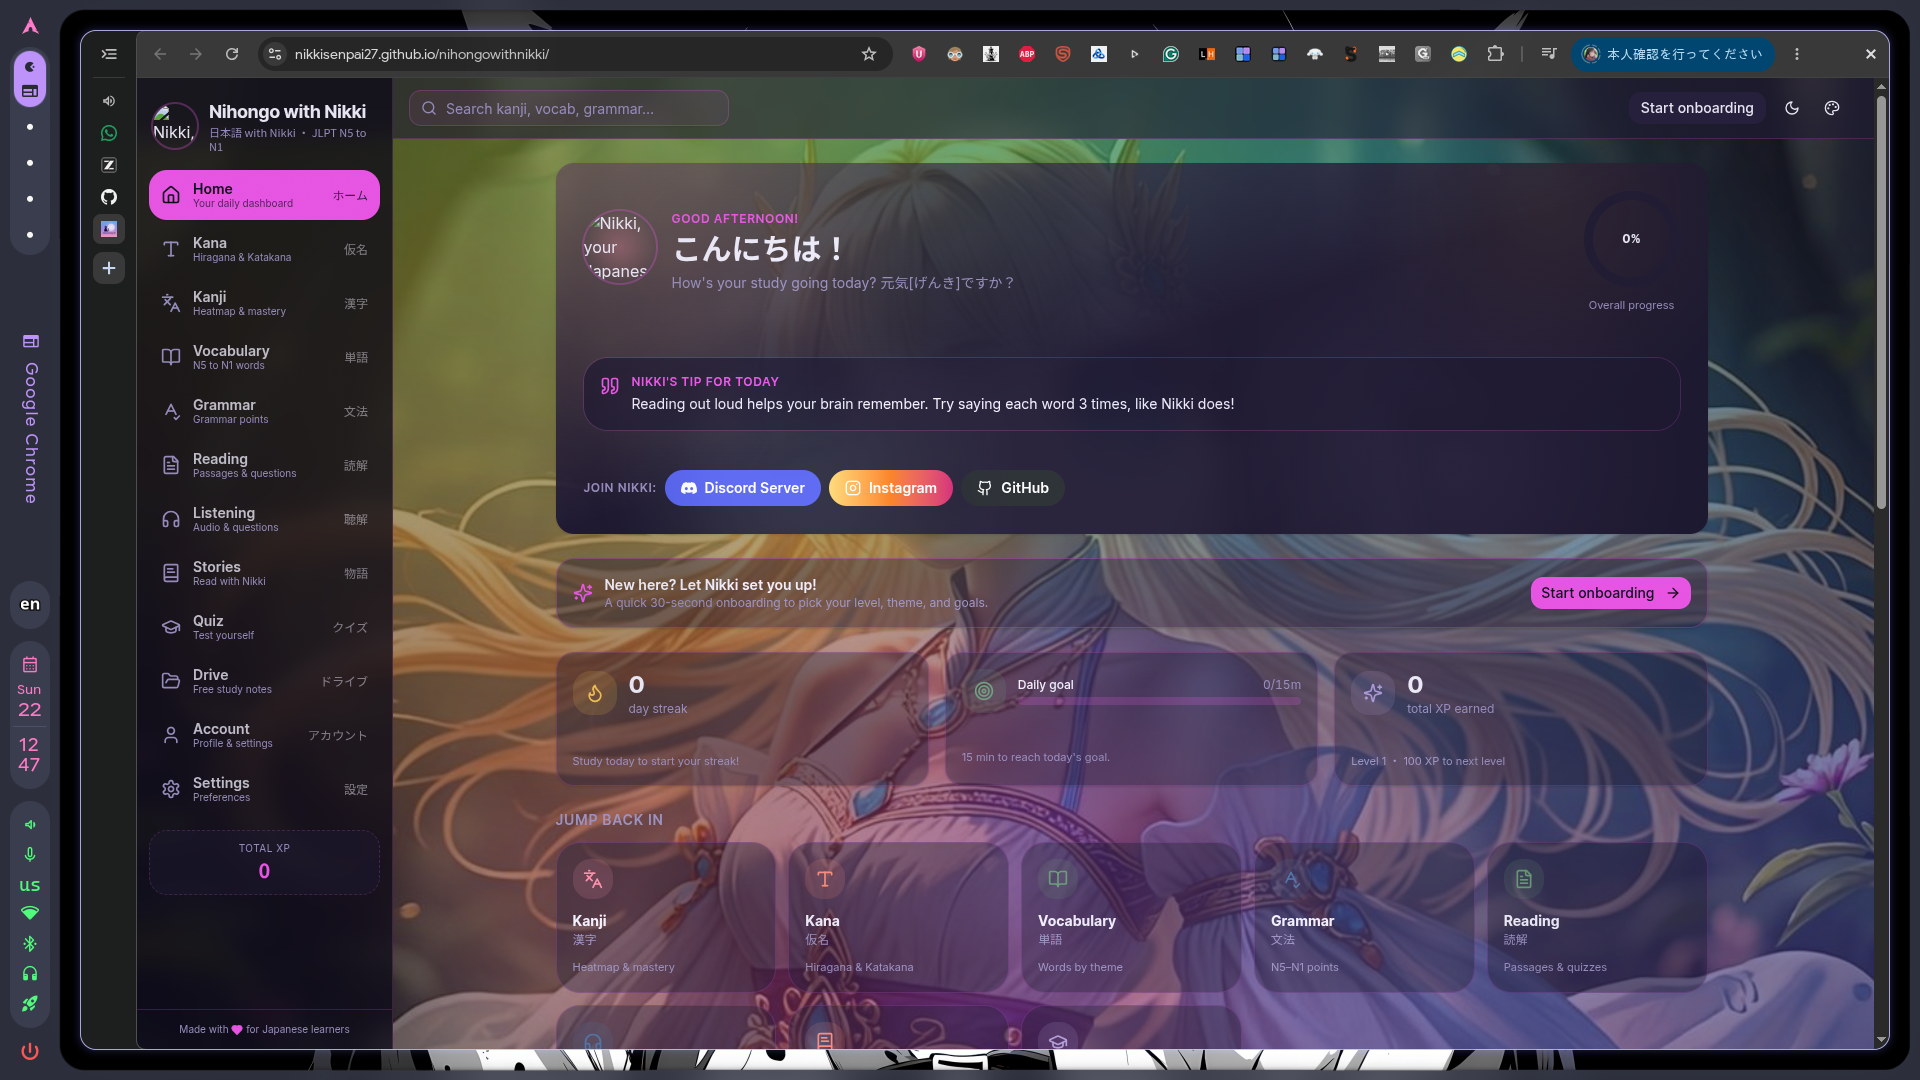 nikkisenpai27.github.io/nihongowithnikki/
本人確認を行ってください
Google Chrome
en
Sun
22
12
47
us
Nikki,
Nihongo with Nikki
日本語 with Nikki ・ JLPT N5 to
N1
Home
Your daily dashboard
ホーム
Kana
Hiragana & Katakana
仮名
Kanji
Heatmap & mastery
漢字
Vocabulary
N5 to N1 words
単語
Grammar
Grammar points
文法
Reading
Passages & questions
読解
Listening
Audio & questions
聴解
Stories
Read with Nikki
物語
Quiz
Test yourself
クイズ
Drive
Free study notes
ドライブ
Account
Profile & settings
アカウント
Settings
Preferences
設定
TOTAL XP
0
Made with for Japanese learners
Search kanji, vocab, grammar...
Start onboarding
Nikki,
your
Japanes
GOOD AFTERNOON!
こんにちは！
How's your study going today? 元気[げんき]ですか？
0%
Overall progress
NIKKI'S TIP FOR TODAY
Reading out loud helps your brain remember. Try saying each word 3 times, like Nikki does!
JOIN NIKKI:
Discord Server
Instagram
GitHub
New here? Let Nikki set you up!
A quick 30-second onboarding to pick your level, theme, and goals.
Start onboarding
0
day streak
Study today to start your streak!
Daily goal
0/15m
15 min to reach today's goal.
0
total XP earned
Level 1 ・ 100 XP to next level
JUMP BACK IN
Kanji
漢字
Heatmap & mastery
Kana
仮名
Hiragana & Katakana
Vocabulary
単語
Words by theme
Grammar
文法
N5–N1 points
Reading
読解
Passages & quizzes